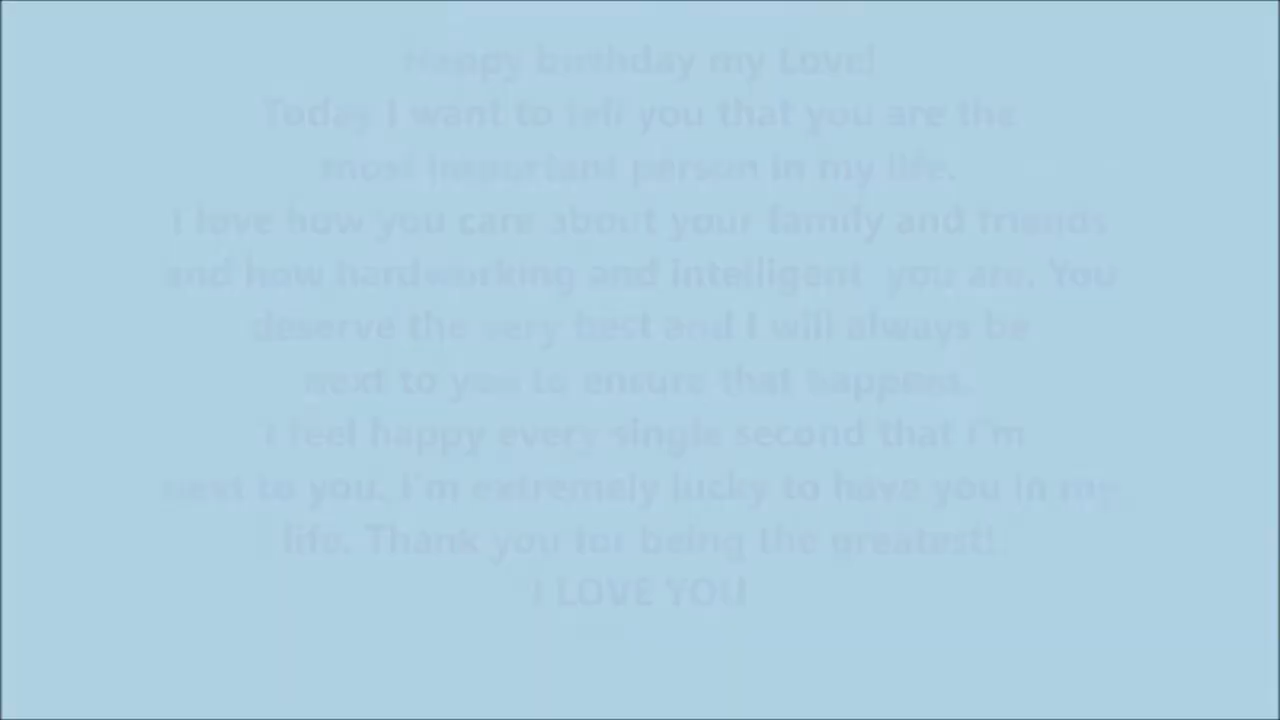 Happy birthday my Love!
Today I want to tell you that you are the
most important person in my life.
I love how you care about your family and friends
and how hardworking and intelligent you are. You
deserve the very best and I will always be
next to you to ensure that happens.
I feel happy every single second that I'm
next to you. I'm extremely lucky to have you in my
life. Thank you for being the greatest!.
I LOVE YOU